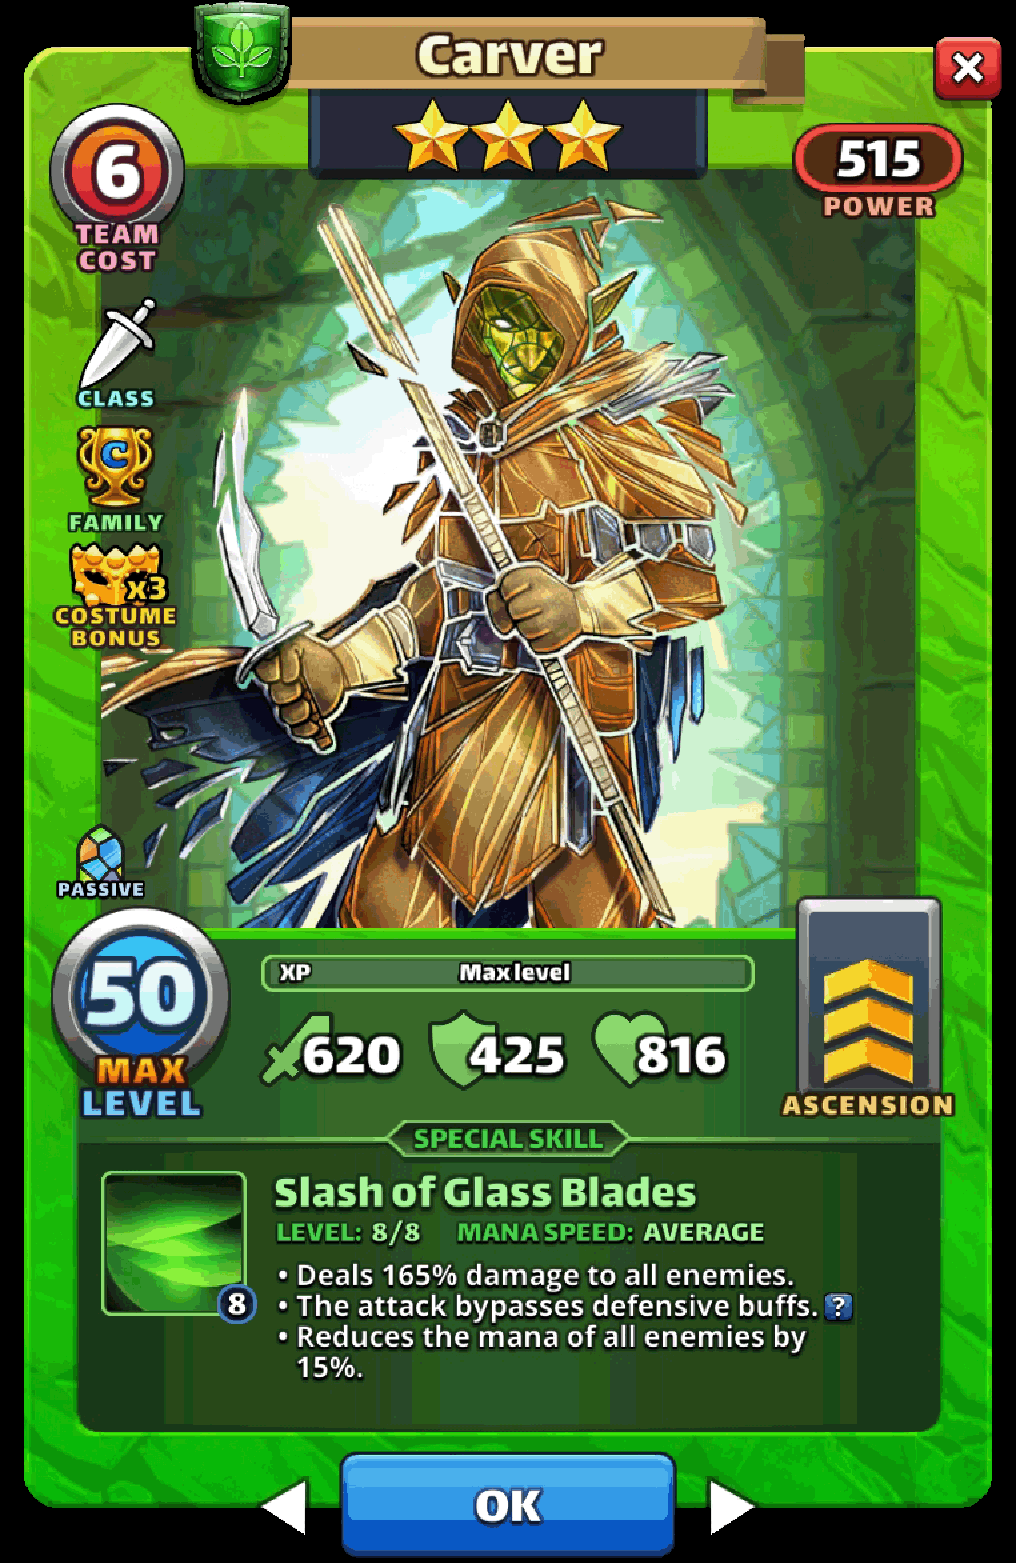 Carver
6
TEAM
COST
515
POWER
CLASS
C
FAMILY
x3
COSTUME
BONUS
PASSIVE
50
MAX
LEVEL
XP Max level
620 425 816
ASCENSION
SPECIAL SKILL
Slash of Glass Blades
LEVEL: 8/8 MANA SPEED: AVERAGE
8
• Deals 165% damage to all enemies.
• The attack bypasses defensive buffs. ?
• Reduces the mana of all enemies by
15%.
OK